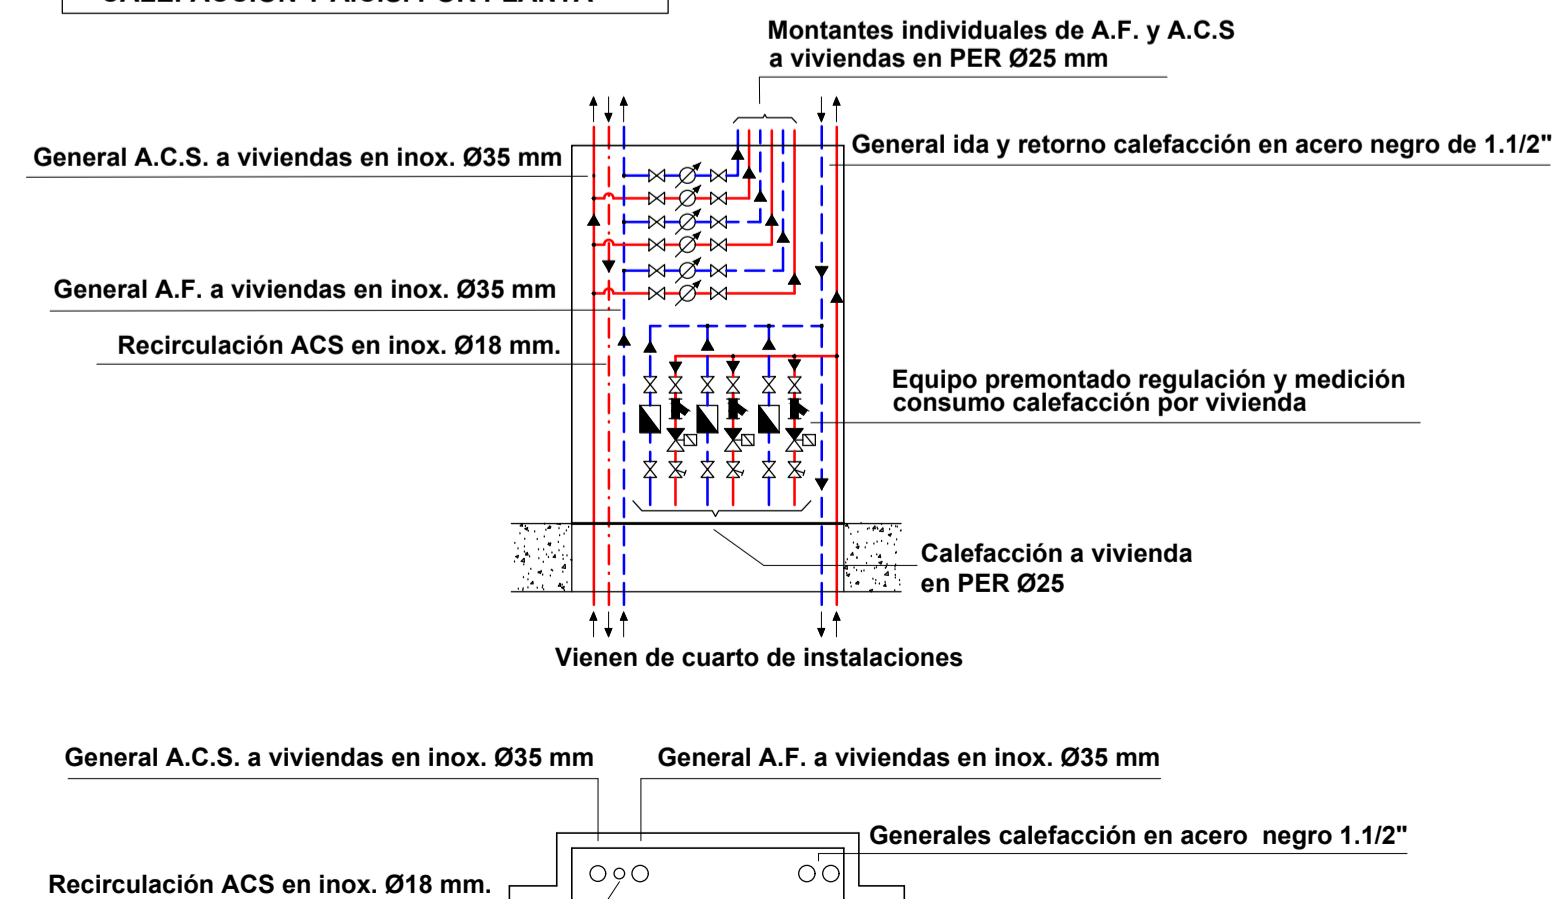 CALEFACCIÓN Y A.C.S. POR PLANTA
Montantes individuales de A.F. y A.C.S
a viviendas en PER Ø25 mm
General A.C.S. a viviendas en inox. Ø35 mm
General ida y retorno calefacción en acero negro de 1.1/2"
General A.F. a viviendas en inox. Ø35 mm
Recirculación ACS en inox. Ø18 mm.
Equipo premontado regulación y medición
consumo calefacción por vivienda
Calefacción a vivienda
en PER Ø25
Vienen de cuarto de instalaciones
General A.C.S. a viviendas en inox. Ø35 mm
General A.F. a viviendas en inox. Ø35 mm
Generales calefacción en acero negro 1.1/2"
Recirculación ACS en inox. Ø18 mm.